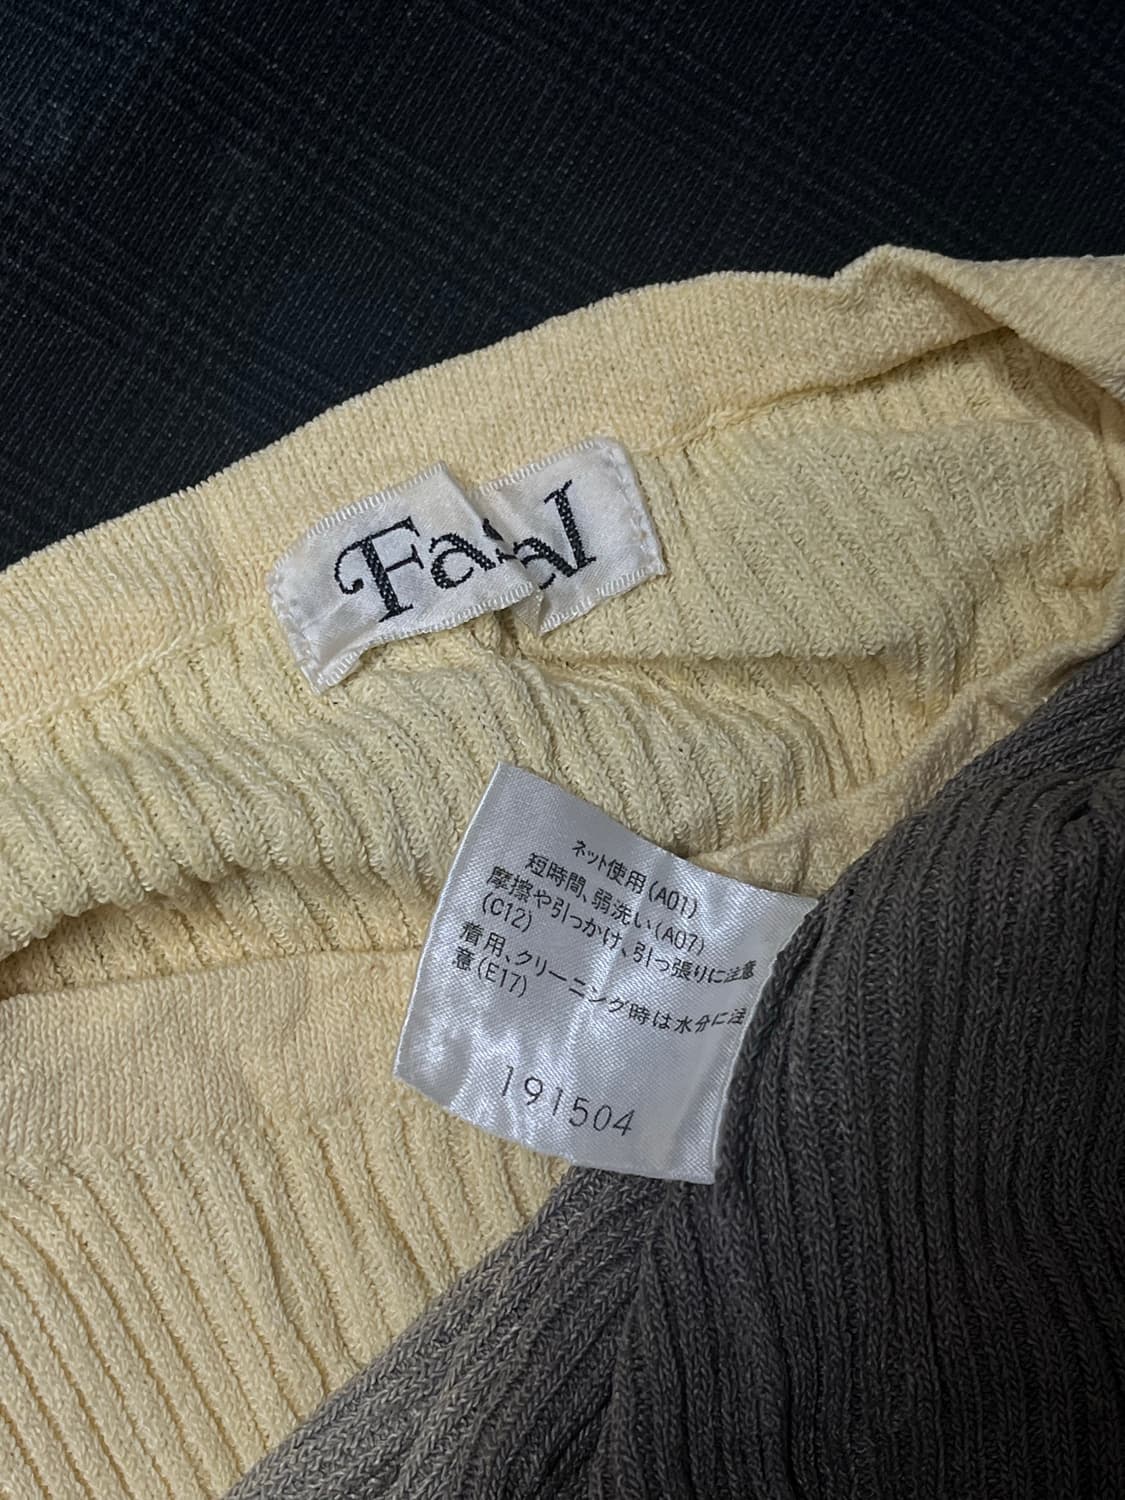 Fas al
ネット使用(A01)
短時間、弱洗い(A07)
摩擦や引っかけ、引っ張りに注意
(C12)
着用、クリーニング時は水分に注
意(E17)
191504